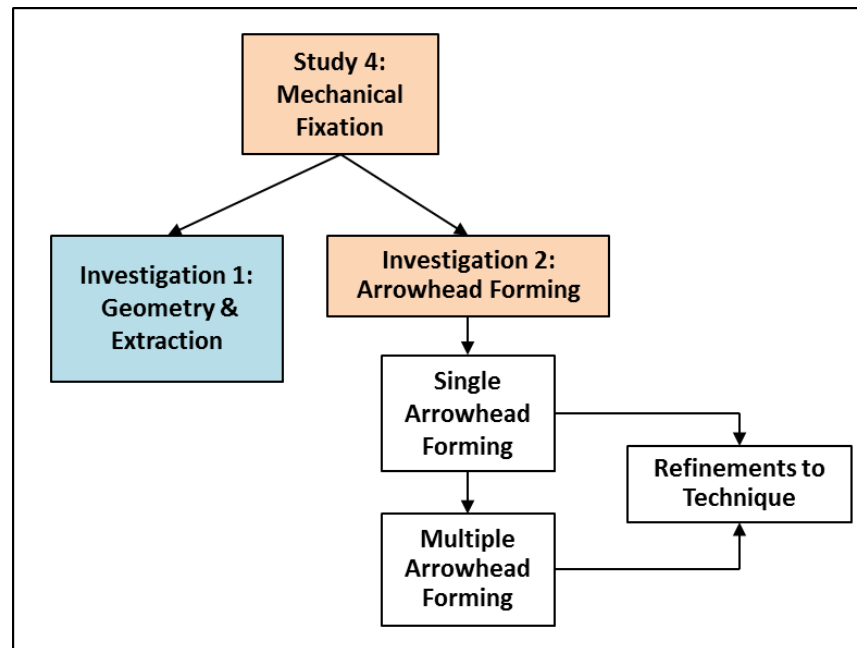 Study 4:
Mechanical
Fixation
Investigation 1:
Geometry &
Extraction
Investigation 2:
Arrowhead Forming
Single
Arrowhead
Forming
Refinements to
Technique
Multiple
Arrowhead
Forming